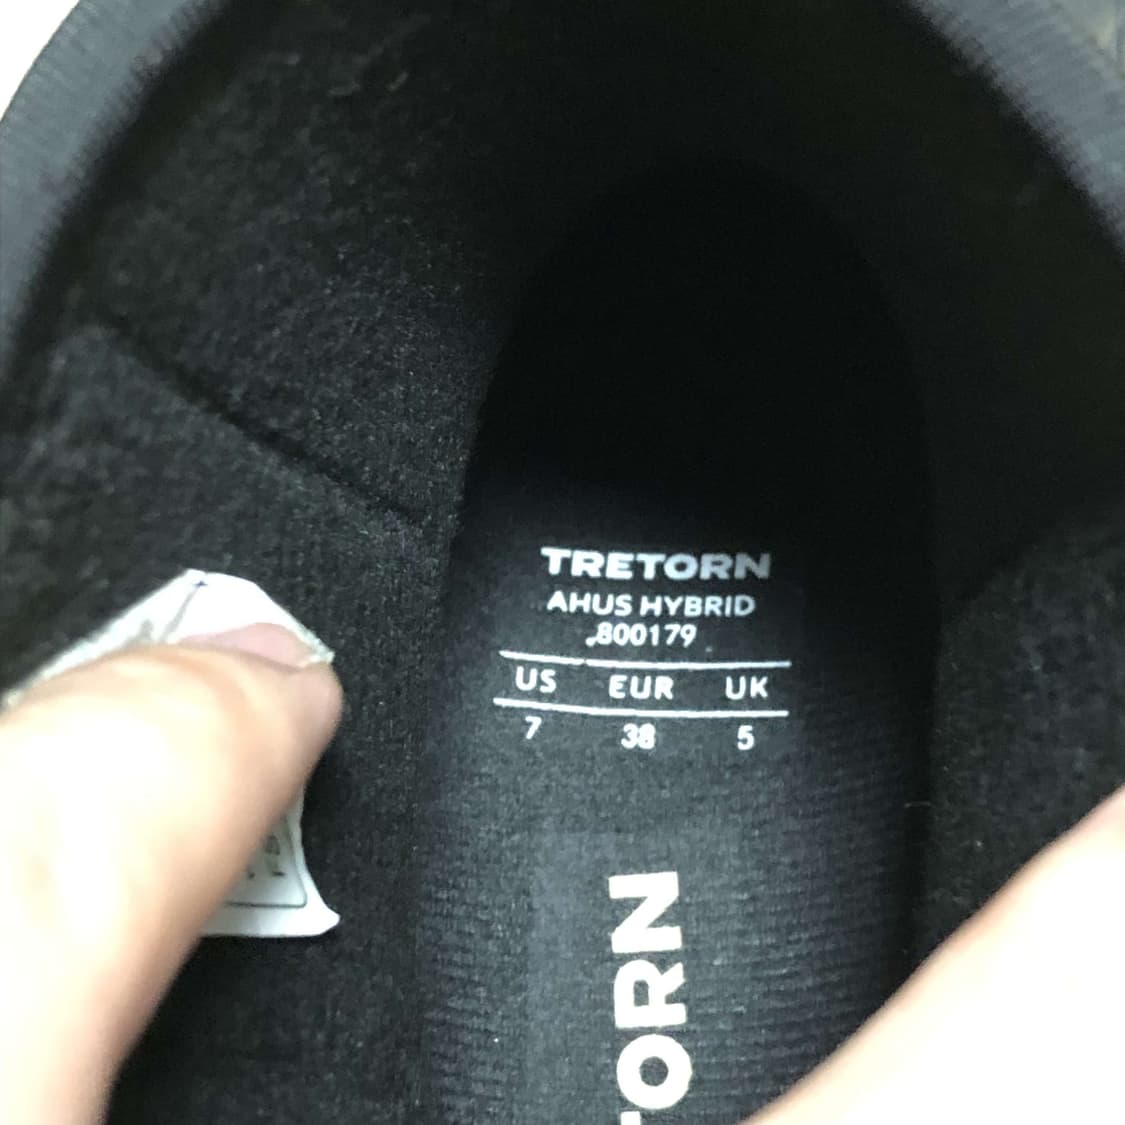 TRETORN
AHUS HYBRID
800179
US EUR UK
7 38 5
TORN